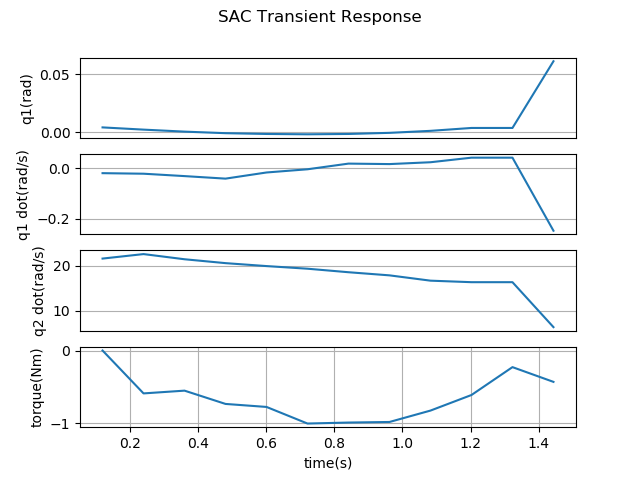 SAC Transient Response
q1(rad)
0.05
0.00
q1 dot(rad/s)
0.0
−0.2
q2 dot(rad/s)
20
10
torque(Nm)
0
−1
0.2 0.4 0.6 0.8 1.0 1.2 1.4
time(s)